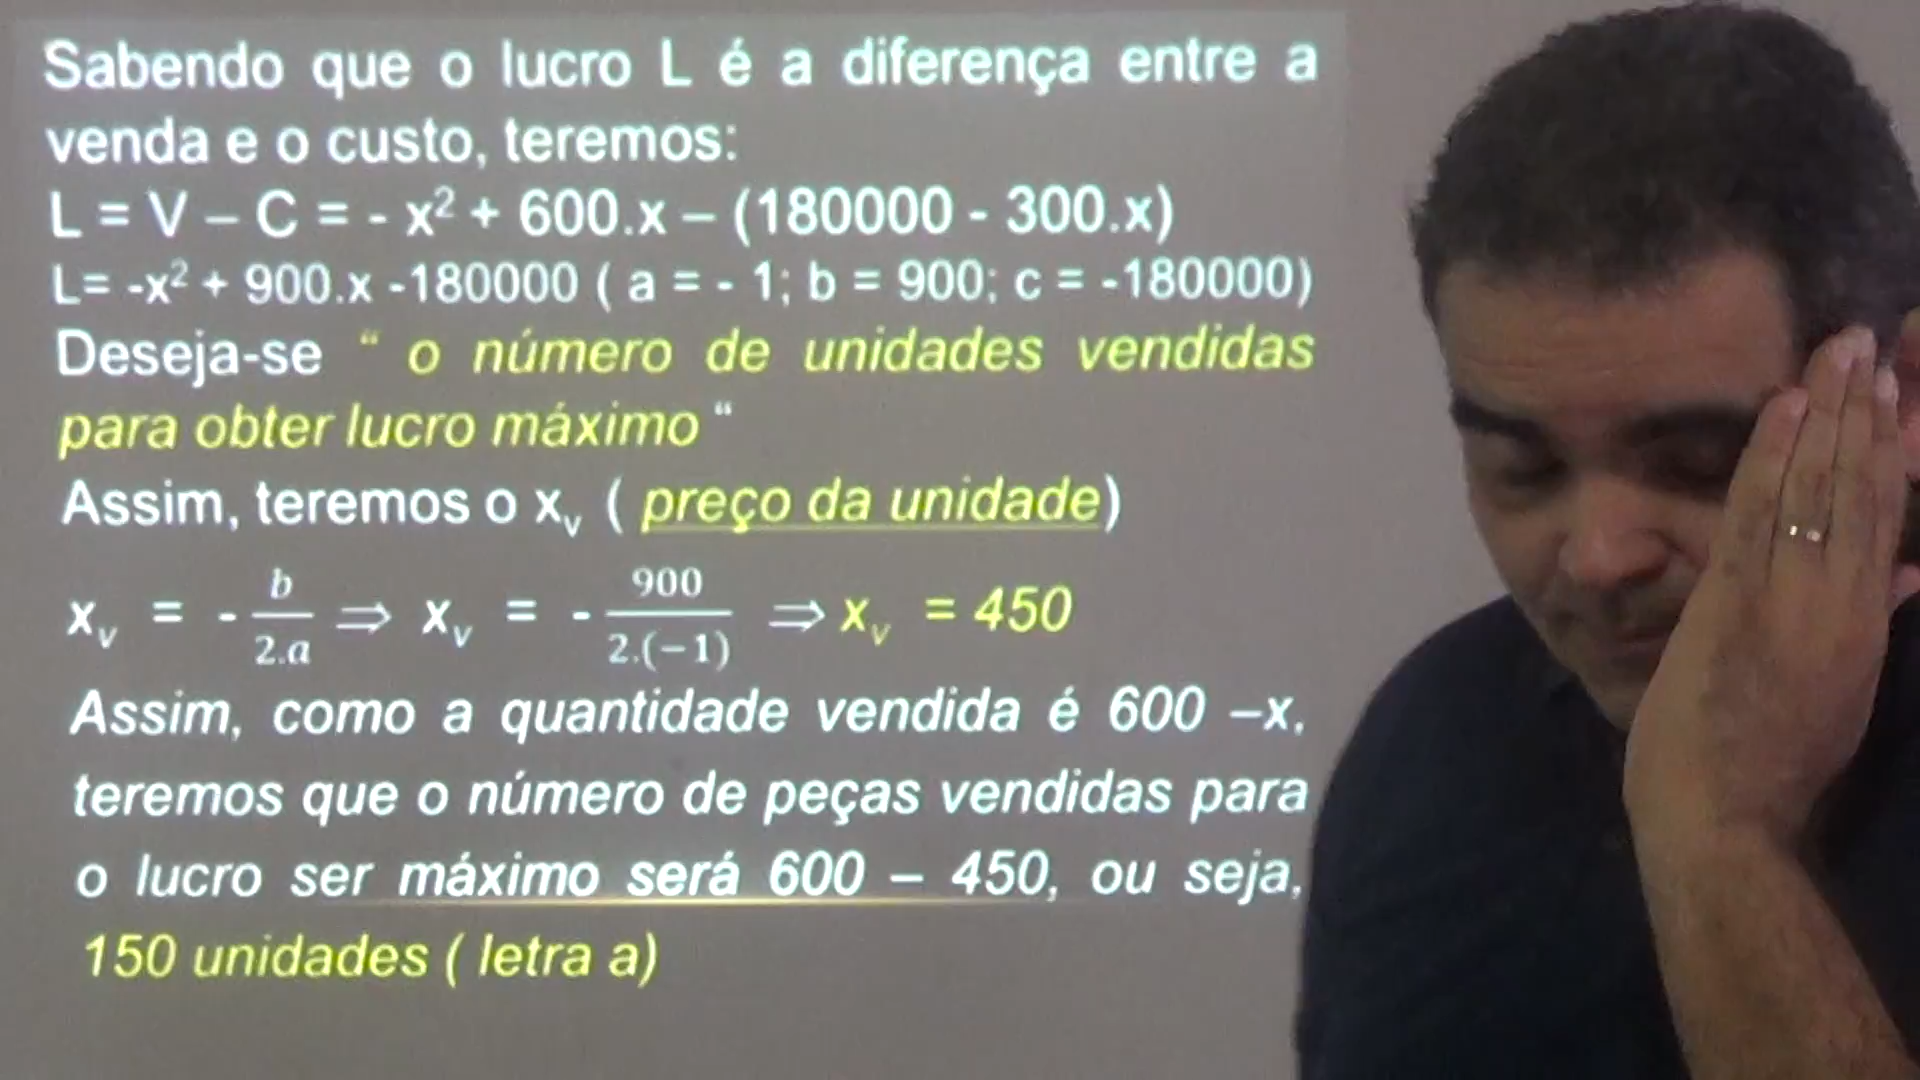 Sabendo que o lucro L é a diferença entre a
venda e o custo, teremos:
L = V – C = - x² + 600.x – (180000 - 300.x)
L= -x² + 900.x -180000 ( a = - 1; b = 900; c = -180000)
Deseja-se “ o número de unidades vendidas
para obter lucro máximo “
Assim, teremos o xᵥ ( preço da unidade)
xᵥ = - b/2.a ⇒ xᵥ = - 900/2.(−1) ⇒ xᵥ = 450
Assim, como a quantidade vendida é 600 –x,
teremos que o número de peças vendidas para
o lucro ser máximo será 600 – 450, ou seja,
150 unidades ( letra a)